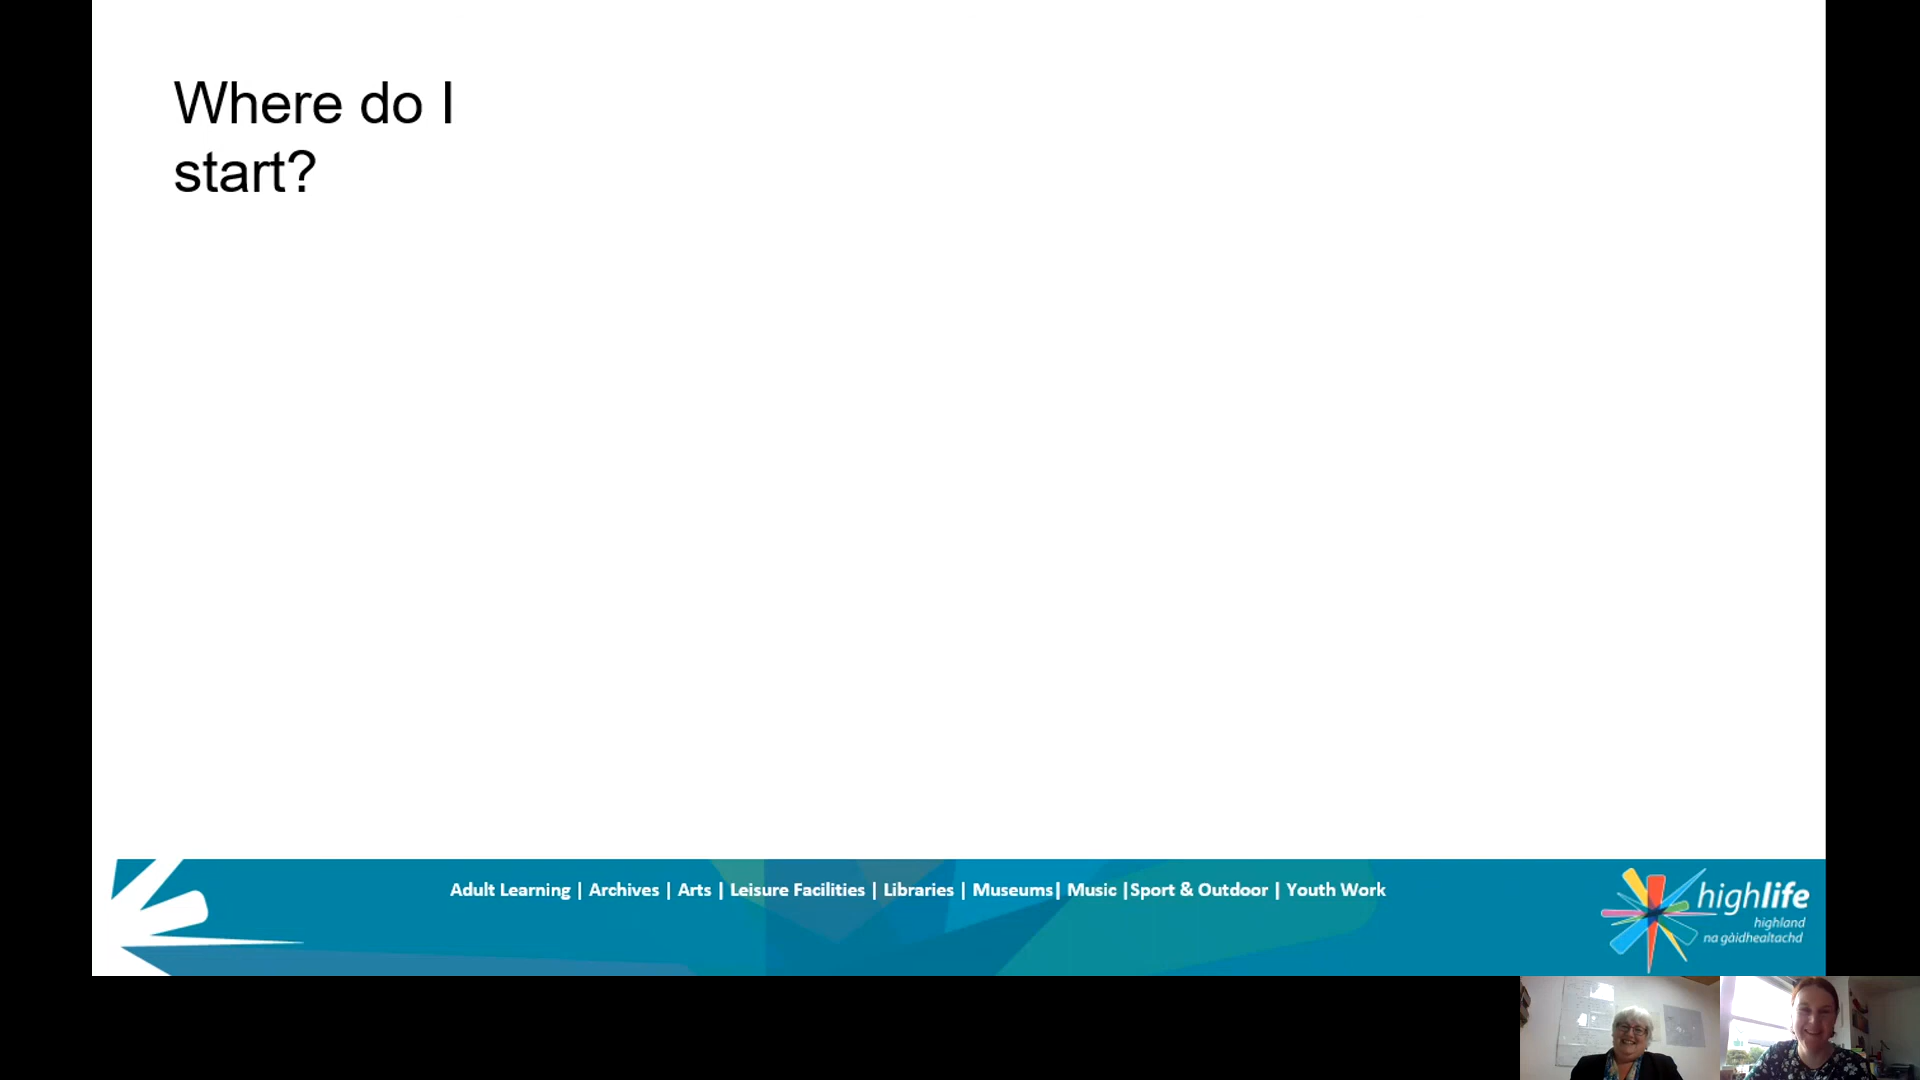 Where do I
start?
Adult Learning | Archives | Arts | Leisure Facilities | Libraries | Museums| Music |Sport & Outdoor | Youth Work
highlife
highland
na gàidhealtachd